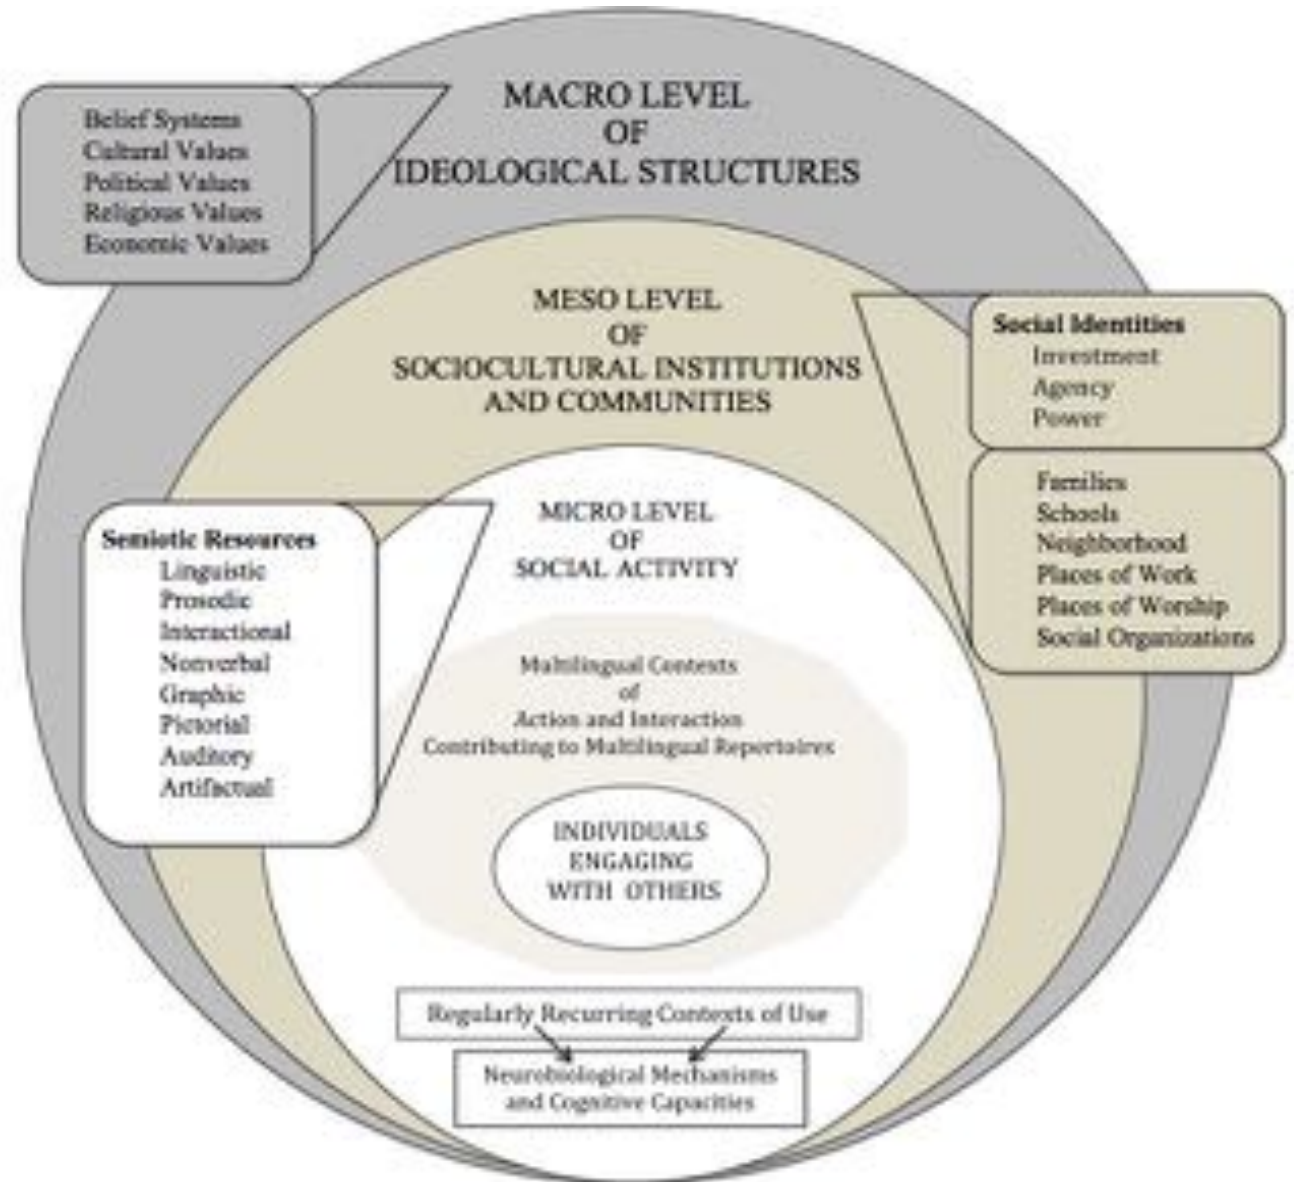 MACRO LEVEL
OF
IDEOLOGICAL STRUCTURES
Belief Systems
Cultural Values
Political Values
Religious Values
Economic Values
MESO LEVEL
OF
SOCIOCULTURAL INSTITUTIONS
AND COMMUNITIES
Social Identities
Investment
Agency
Power
Families
Schools
Neighborhood
Places of Work
Places of Worship
Social Organizations
MICRO LEVEL
OF
SOCIAL ACTIVITY
Semiotic Resources
Linguistic
Prosodic
Interactional
Nonverbal
Graphic
Pictorial
Auditory
Artifactual
Multilingual Contexts
of
Action and Interaction
Contributing to Multilingual Repertoires
INDIVIDUALS
ENGAGING
WITH OTHERS
Regularly Recurring Contexts of Use
Neurobiological Mechanisms
and Cognitive Capacities